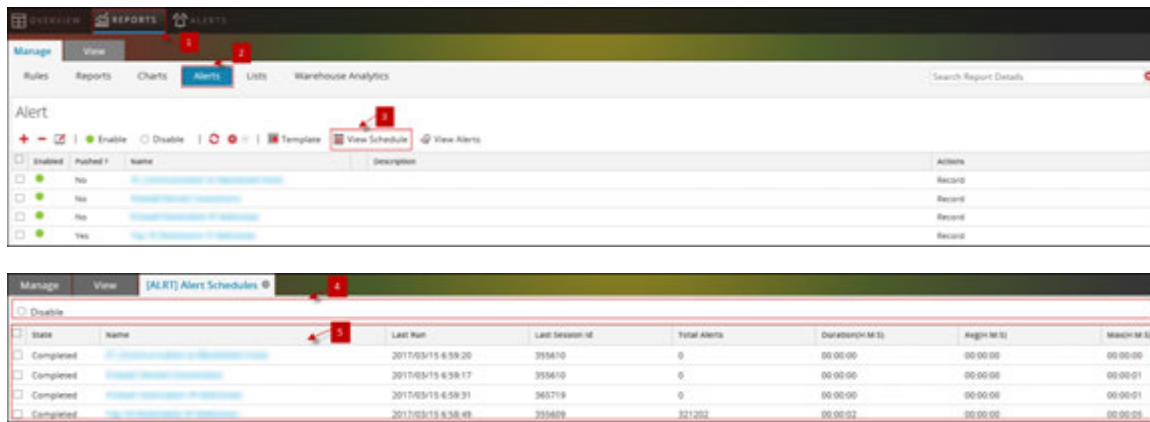 OVERVIEW REPORTS ALERTS
1
Manage View
2
Rules Reports Charts Alerts Lists Warehouse Analytics Search Report Details
Alert
3
Enable Disable Template View Schedule View Alerts
Enabled Pushed ? Name Description Actions
No Record
No Record
No Record
Yes Record
Manage View [ALRT] Alert Schedules
4
Disable
5
State Name Last Run Last Session Id Total Alerts Duration(H:M:S) Avg(H:M:S) Max(H:M:S)
Completed 2017/03/15 6:59:20 355610 0 00:00:00 00:00:00 00:00:00
Completed 2017/03/15 6:59:17 355610 0 00:00:00 00:00:00 00:00:01
Completed 2017/03/15 6:59:31 365719 0 00:00:00 00:00:00 00:00:01
Completed 2017/03/15 6:58:49 355609 321202 00:00:02 00:00:00 00:00:05